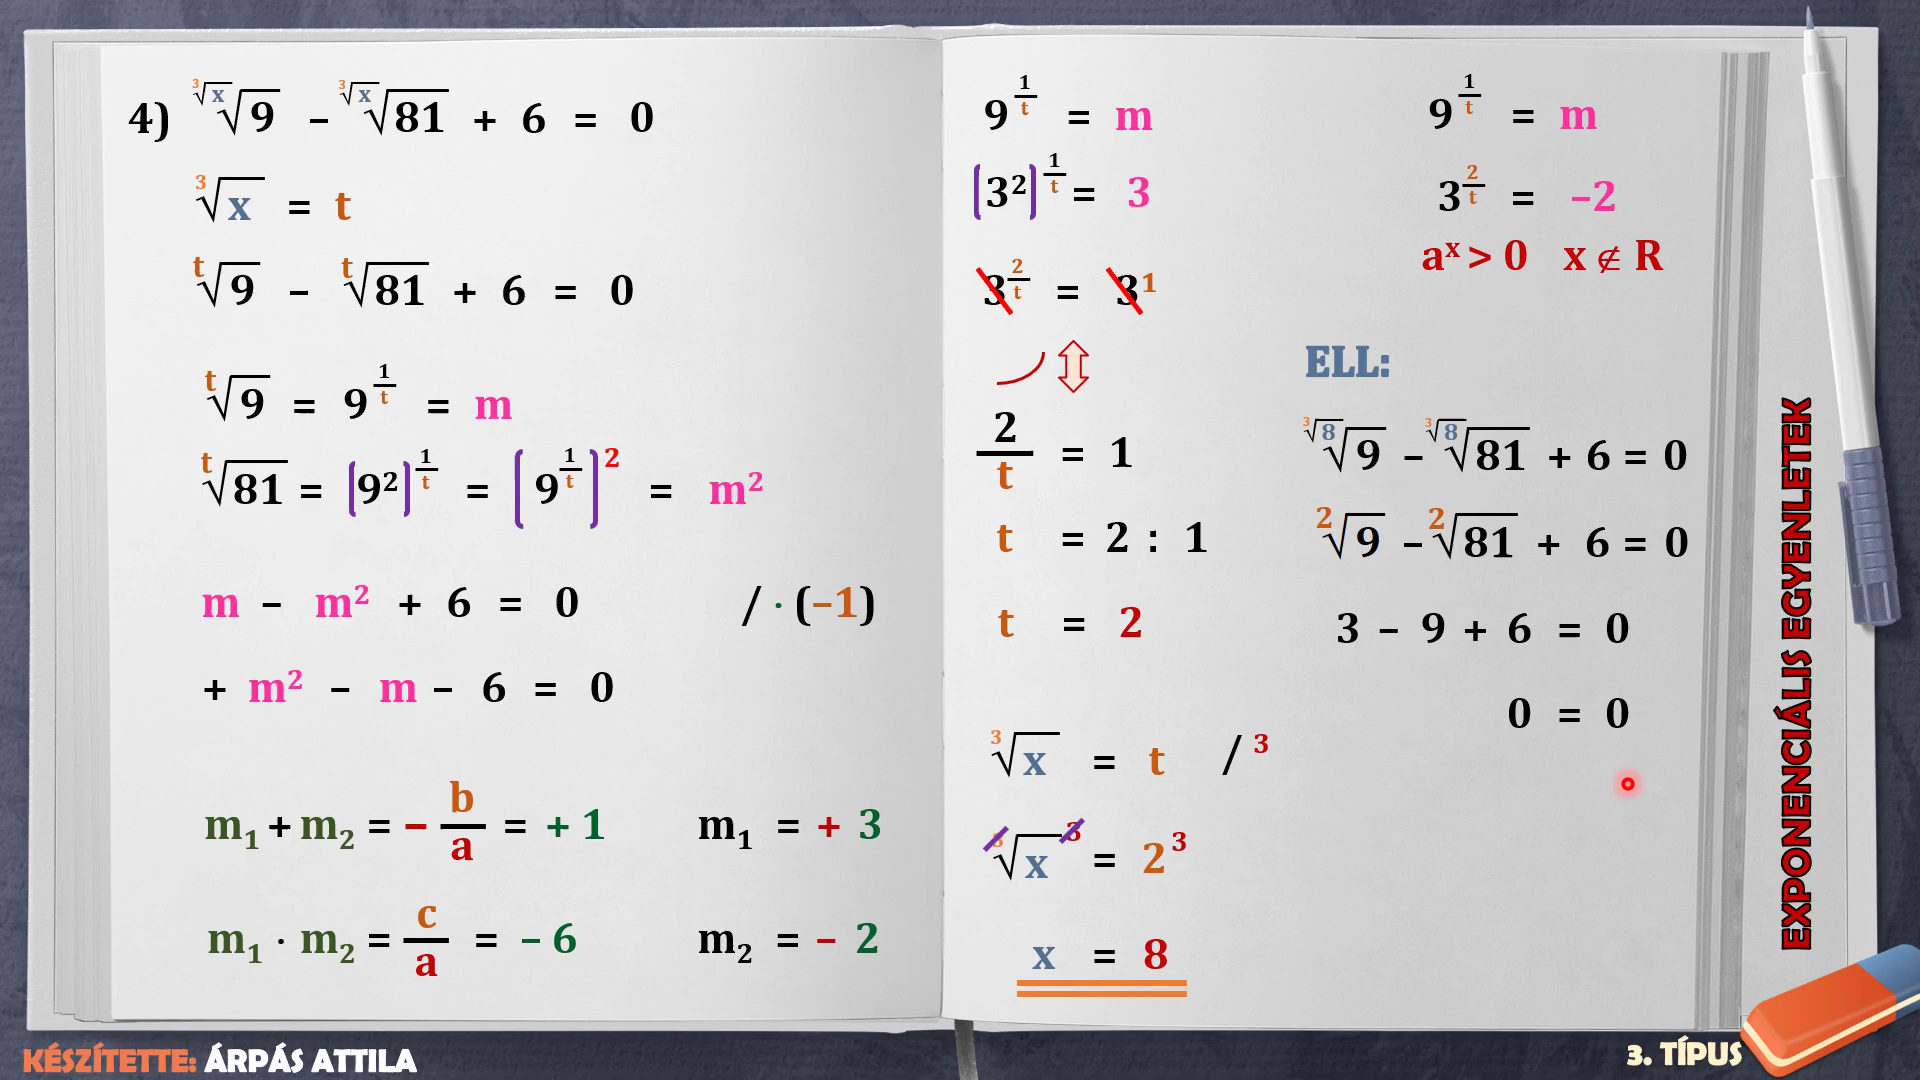 4) ∛x√9 − ∛x√81 + 6 = 0
∛x = t
ᵗ√9 − ᵗ√81 + 6 = 0
ᵗ√9 = 9^(1/t) = m
ᵗ√81 = (9²)^(1/t) = (9^(1/t))² = m²
m − m² + 6 = 0 / · (−1)
+ m² − m − 6 = 0
m₁ + m₂ = − b/a = + 1 m₁ = + 3
m₁ · m₂ = c/a = − 6 m₂ = − 2
9^(1/t) = m
(3²)^(1/t) = 3
3^(2/t) = 3¹
2/t = 1
t = 2 : 1
t = 2
∛x = t / ³
∛x³ = 2³
x = 8
9^(1/t) = m
3^(2/t) = −2
aˣ > 0 x ∉ R
ELL:
∛8√9 − ∛8√81 + 6 = 0
²√9 − ²√81 + 6 = 0
3 − 9 + 6 = 0
0 = 0
EXPONENCIÁLIS EGYENLETEK
KÉSZÍTETTE: ÁRPÁS ATTILA
3. TÍPUS